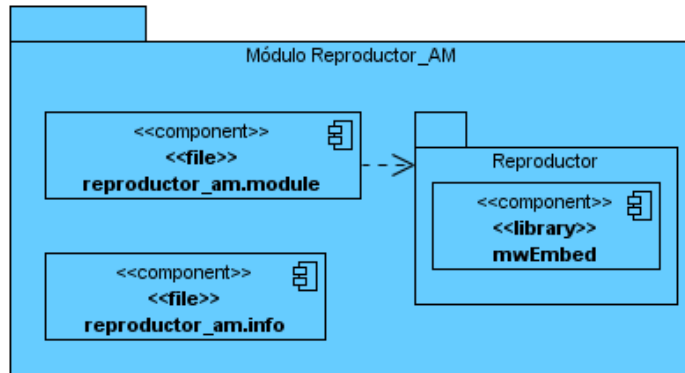 Módulo Reproductor_AM
<<component>>
<<file>>
reproductor_am.module
Reproductor
<<component>>
<<library>>
mwEmbed
<<component>>
<<file>>
reproductor_am.info